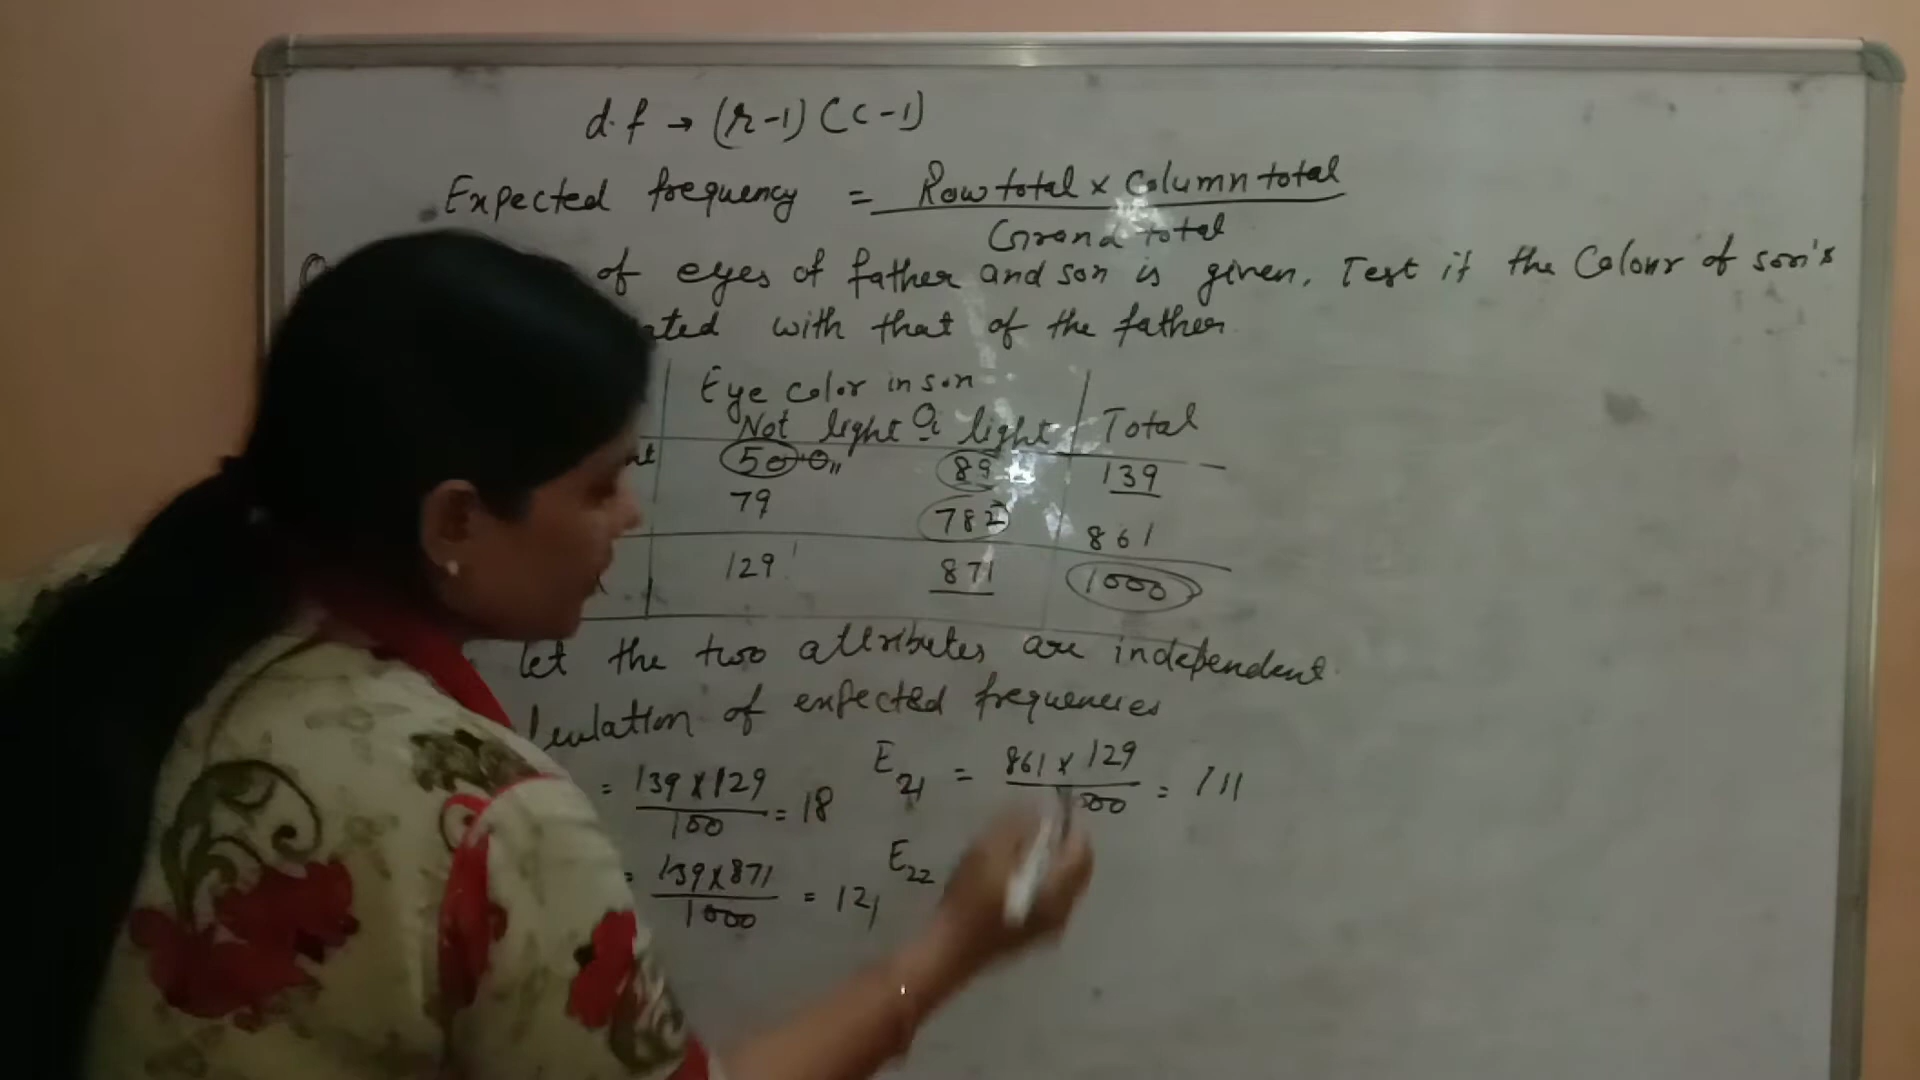 d.f → (r-1) (c-1)
Expected frequency = Row total × Column total
Grand total
of eyes of father and son is given. Test if the Colour of son's
ated with that of the father
Eye color in son
Not light light Total
50 89 139
79 782 861
129 871 1000
Let the two attributes are independent
culation of expected frequencies
= 139 × 129 / 100 = 18 E21 = 861 × 129 / 1000 = 111
= 139 × 871 / 1000 = 121 E22